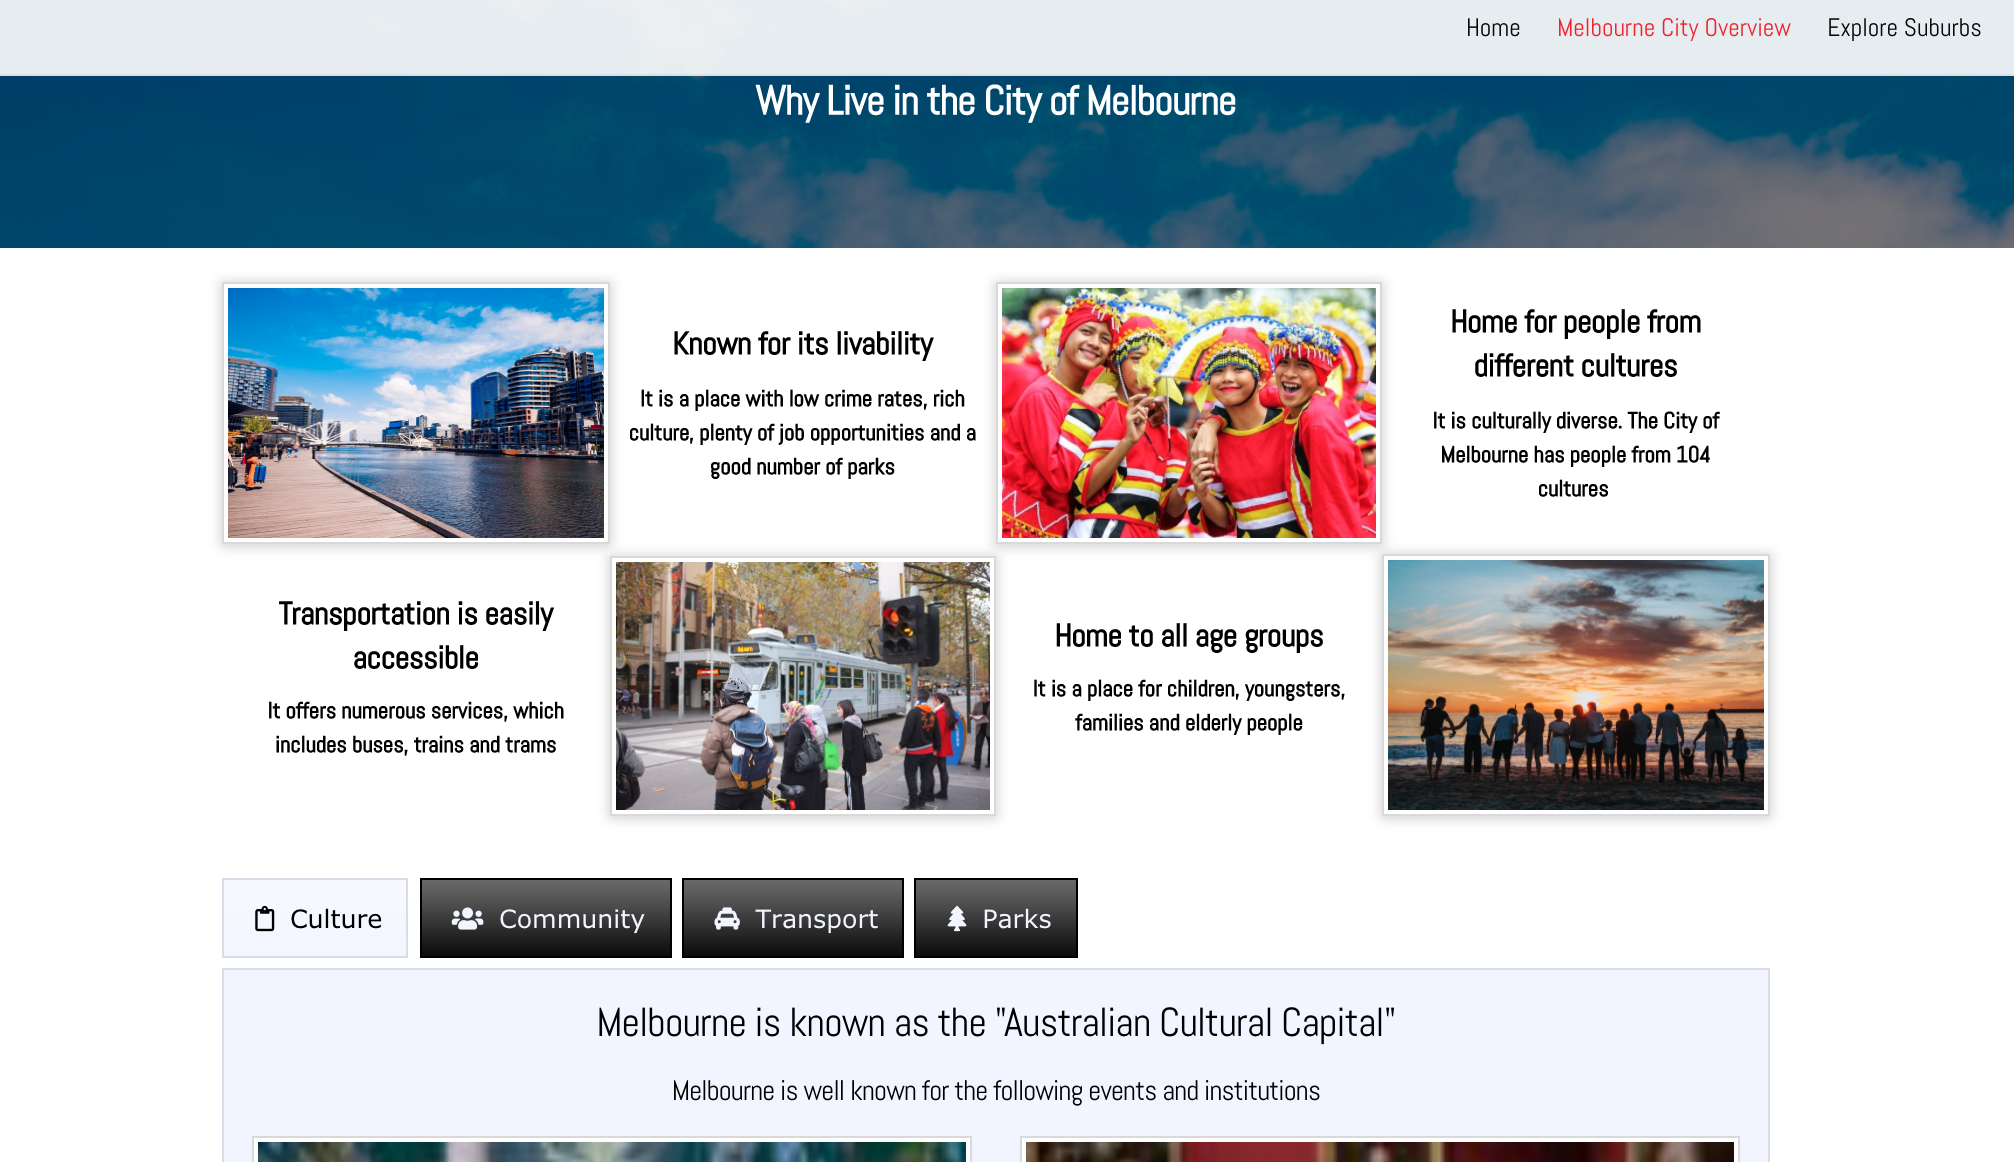 Home Melbourne City Overview Explore Suburbs
Why Live in the City of Melbourne
Known for its livability
It is a place with low crime rates, rich
culture, plenty of job opportunities and a
good number of parks
Home for people from
different cultures
It is culturally diverse. The City of
Melbourne has people from 104
cultures
Transportation is easily
accessible
It offers numerous services, which
includes buses, trains and trams
Home to all age groups
It is a place for children, youngsters,
families and elderly people
Culture Community Transport Parks
Melbourne is known as the "Australian Cultural Capital"
Melbourne is well known for the following events and institutions